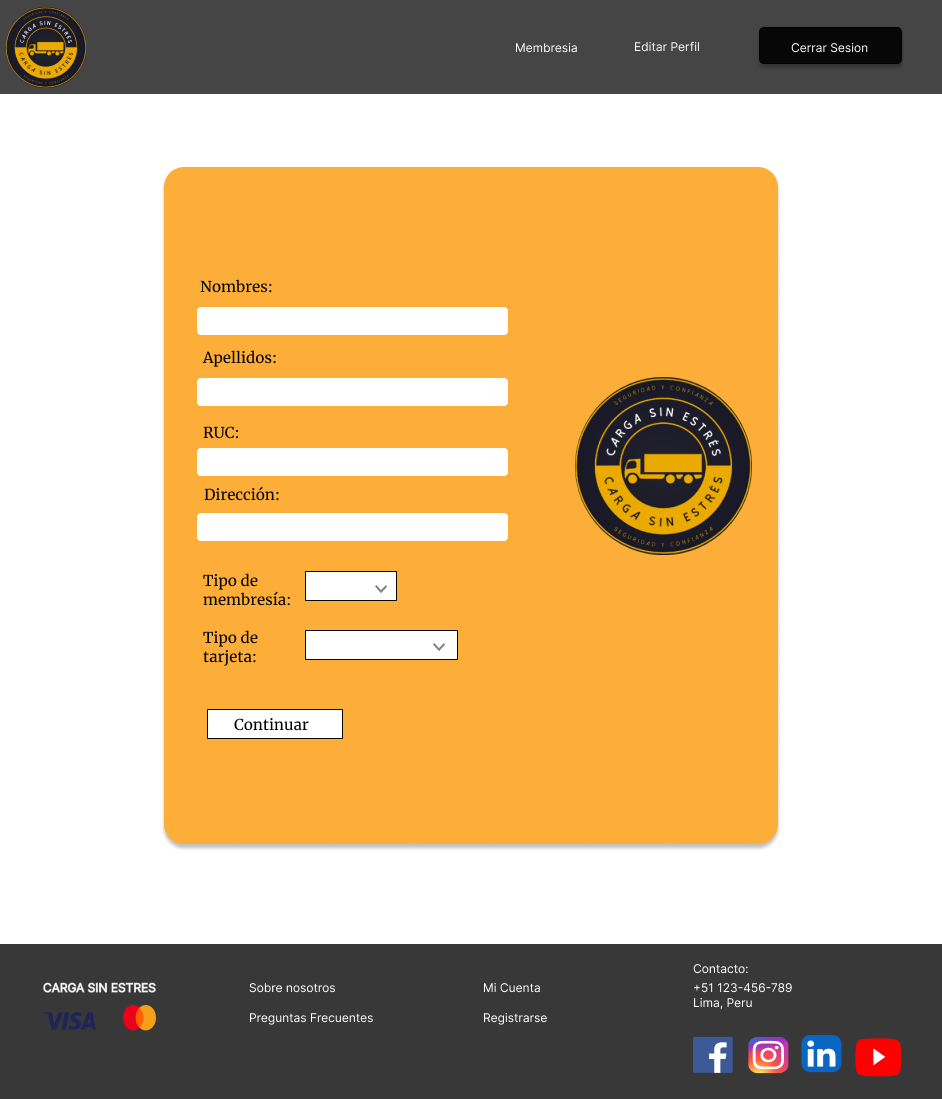 CARGA SIN ESTRÉS
CARGA SIN ESTRÉS
Membresia
Editar Perfil
Cerrar Sesion
Nombres:
Apellidos:
RUC:
Dirección:
Tipo de
membresía:
Tipo de
tarjeta:
Continuar
SEGURIDAD Y CONFIANZA
CARGA SIN ESTRÉS
CARGA SIN ESTRÉS
SEGURIDAD Y CONFIANZA
CARGA SIN ESTRES
VISA
Sobre nosotros
Preguntas Frecuentes
Mi Cuenta
Registrarse
Contacto:
+51 123-456-789
Lima, Peru
f
in